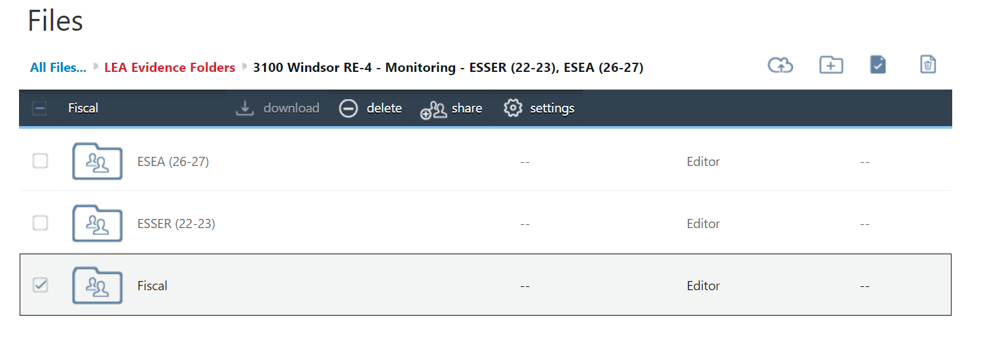 Files
All Files... LEA Evidence Folders 3100 Windsor RE-4 - Monitoring - ESSER (22-23), ESEA (26-27)
Fiscal download delete share settings
ESEA (26-27) -- Editor --
ESSER (22-23) -- Editor --
Fiscal -- Editor --